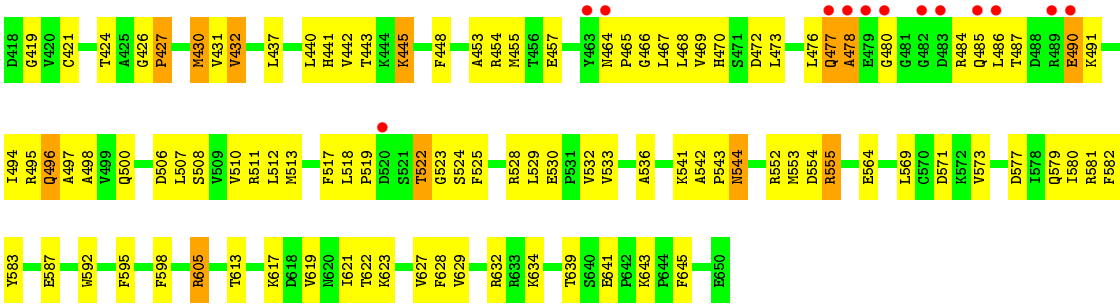 D418 G419 V420 C421 T424 A425 G426 P427 M430 V431 V432 L437 L440 H441 V442 T443 K444 K445 F448 A453 R454 M455 T456 E457 Y463 N464 P465 G466 L467 L468 V469 H470 S471 D472 L473 L476 Q477 A478 E479 G480 G481 G482 D483 R484 Q485 L486 T487 D488 R489 E490 K491
I494 R495 Q496 A497 A498 V499 Q500 D506 L507 S508 V509 V510 R511 L512 M513 F517 L518 P519 D520 S521 T522 G523 S524 F525 R528 L529 E530 P531 V532 V533 A536 K541 A542 P543 N544 R552 M553 D554 R555 E564 L569 C570 D571 K572 V573 D577 I578 Q579 I580 R581 F582
Y583 E587 W592 F595 F598 R605 T613 K617 D618 V619 N620 I621 T622 K623 V627 F628 V629 R632 R633 K634 T639 S640 E641 P642 K643 P644 F645 E650